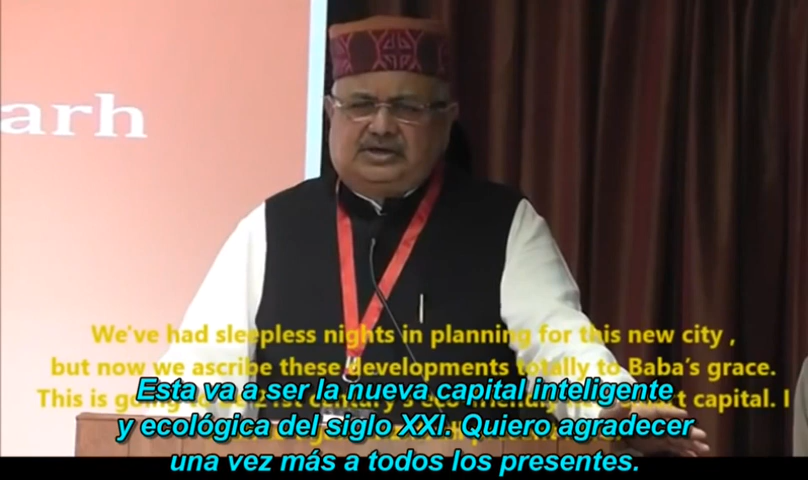 arh
We've had sleepless nights in planning for this new city ,
but now we ascribe these developments totally to Baba's grace.
This is capital. I
Esta va a ser la nueva capital inteligente
y ecológica del siglo XXI. Quiero agradecer
una vez más a todos los presentes.